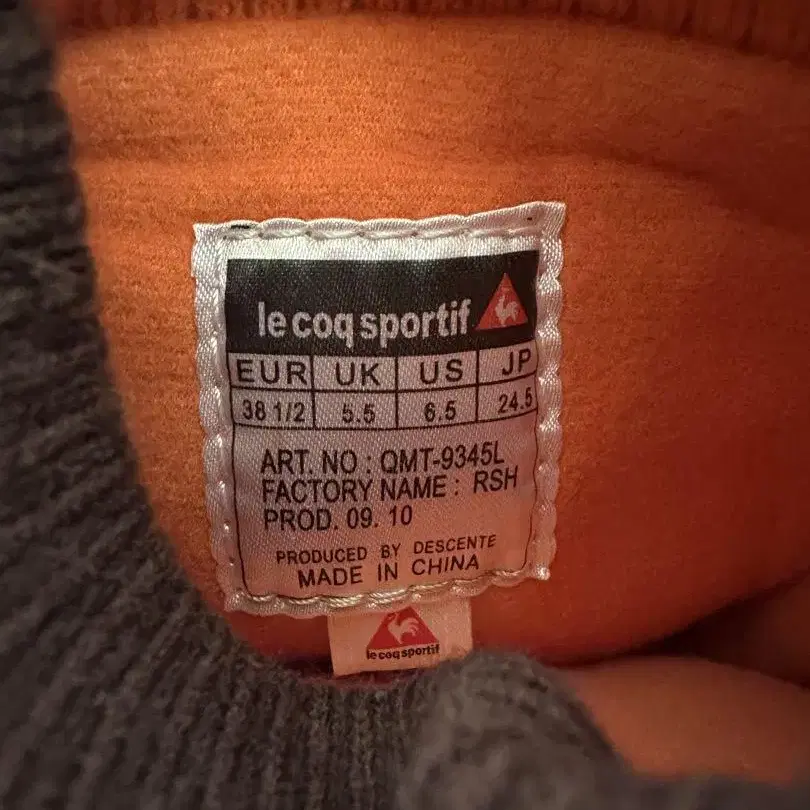 le coq sportif
EUR UK US JP
38 1/2 5.5 6.5 24.5
ART. NO : QMT-9345L
FACTORY NAME : RSH
PROD. 09. 10
PRODUCED BY DESCENTE
MADE IN CHINA
le coq sportif